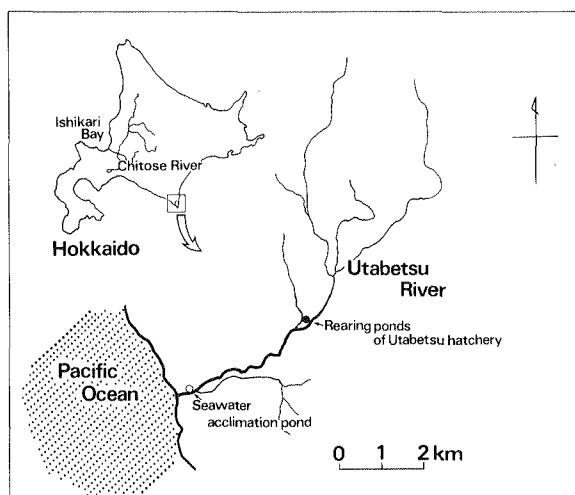 Ishikari
Bay
Chitose River
Hokkaido
Utabetsu
River
Rearing ponds
of Utabetsu hatchery
Pacific
Ocean
Seawater
acclimation pond
0 1 2 km